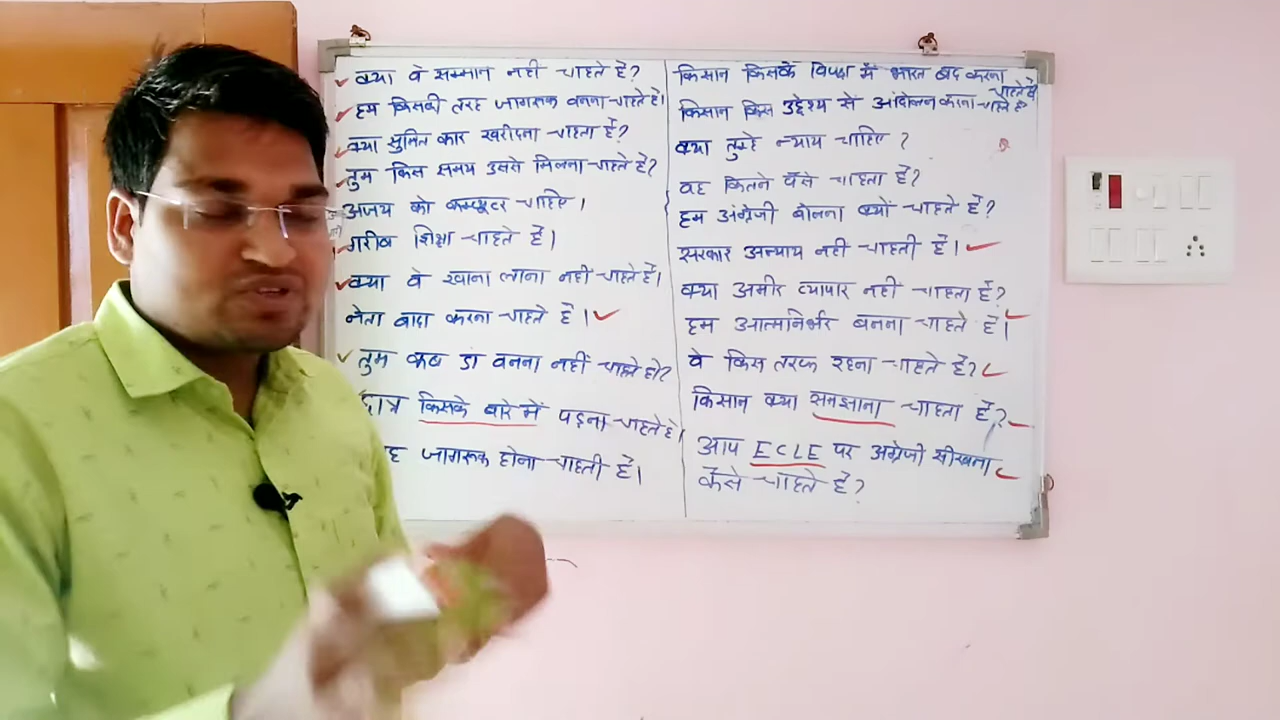 क्या वे सम्मान नहीं चाहते हैं?
हम किसकी तरह जागरूक बनना चाहते हैं।
क्या सुमित कार खरीदना चाहता है?
तुम किस समय उससे मिलना चाहते हो?
अजय को कम्प्यूटर चाहिए।
गरीब शिक्षा चाहते हैं।
क्या वे खाना लाना नहीं चाहते हैं।
नेता वादा करना चाहते हैं।
तुम कब डॉ बनना नहीं चाहते हो?
छात्र किसके बारे में पढ़ना चाहते हैं।
जागरूक होना चाहती है।
किसान किसके विपक्ष में भारत बंद करना
चाहते हैं
किसान किस उद्देश्य से आंदोलन करना चाहते हैं
क्या तुम्हे न्याय चाहिए ?
वह कितने पैसे चाहता है?
हम अंग्रेजी बोलना क्यों चाहते हैं?
सरकार अन्याय नहीं चाहती है।
क्या अमीर व्यापार नहीं चाहता है?
हम आत्मनिर्भर बनना चाहते हैं।
वे किस तरफ रहना चाहते हैं?
किसान क्या समझाना चाहता है?
आप ECLE पर अंग्रेजी सीखना
कैसे चाहते हैं?